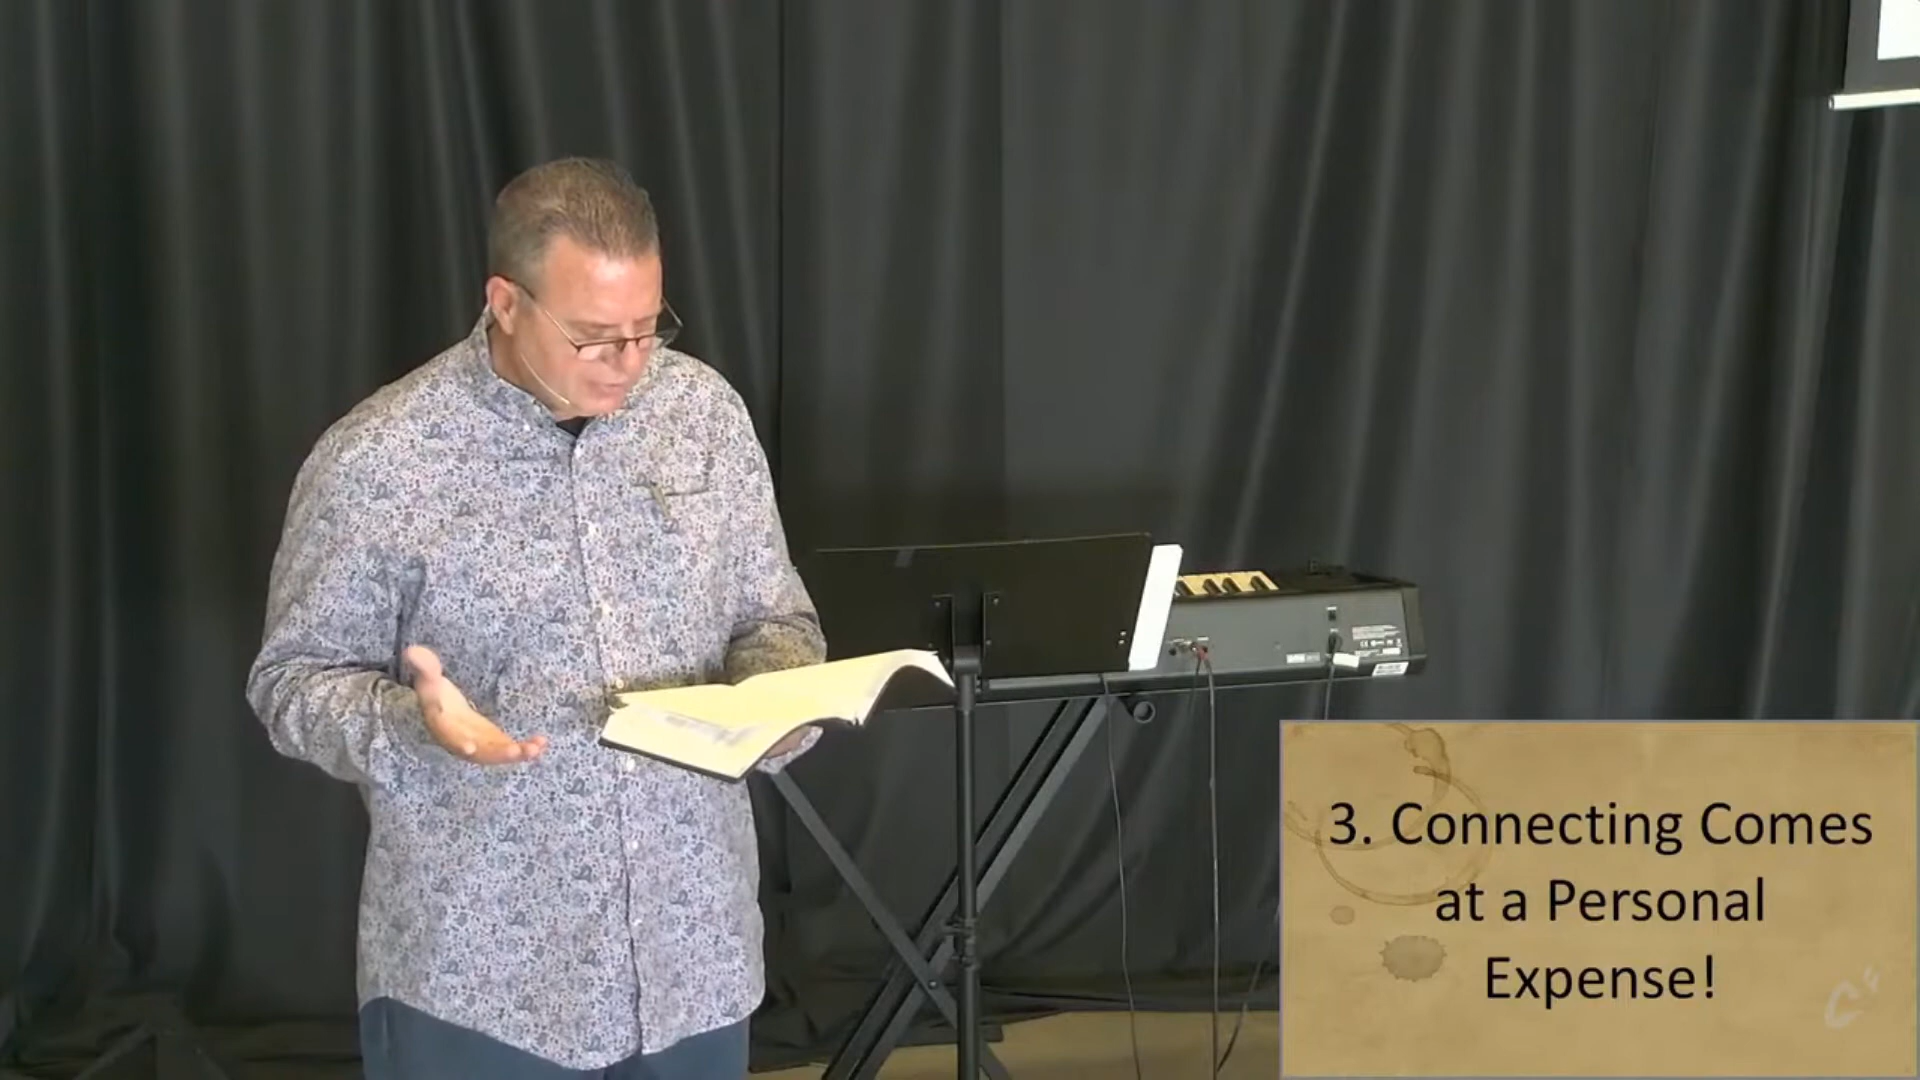 3. Connecting Comes
at a Personal
Expense!